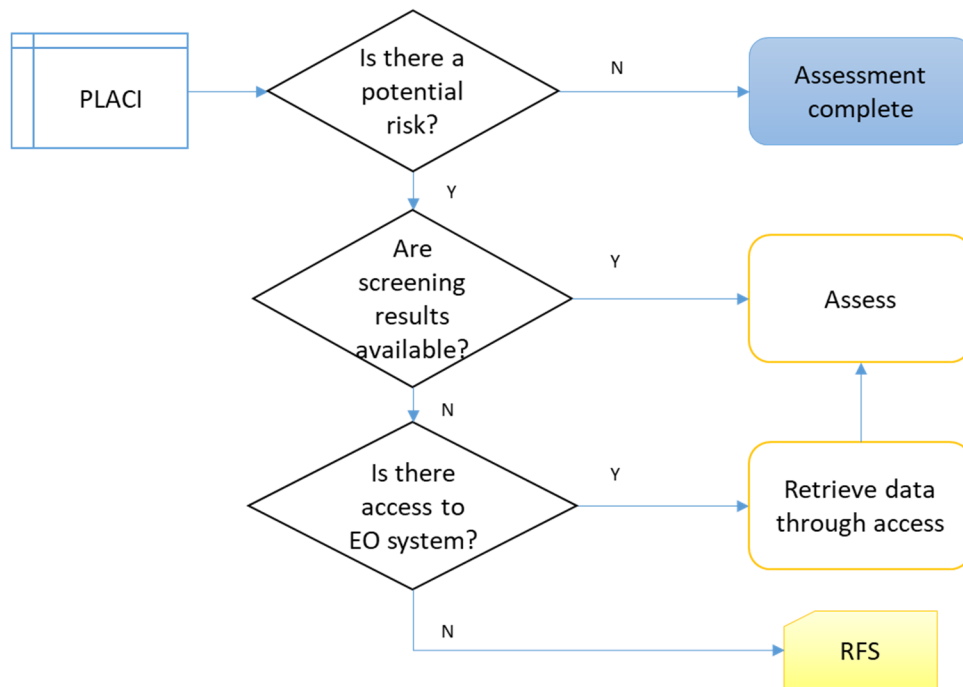 PLACI
Is there a
potential
risk?
N
Assessment
complete
Y
Are
screening
results
available?
Y
Assess
N
Is there
access to
EO system?
Y
Retrieve data
through access
N
RFS